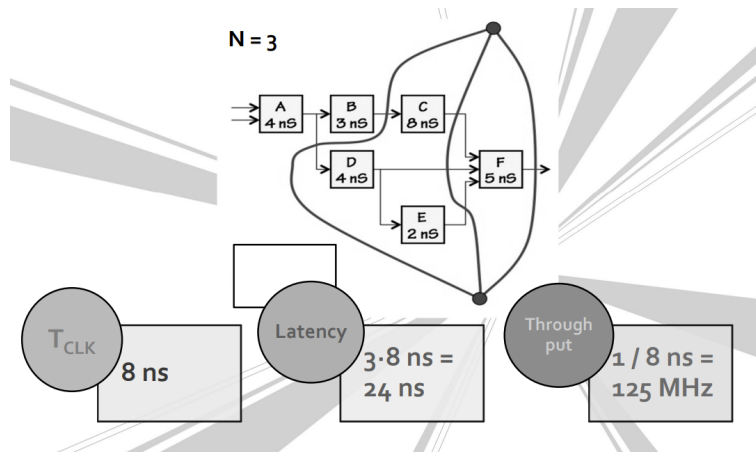 N = 3
A
4 nS
B
3 nS
C
8 nS
D
4 nS
F
5 nS
E
2 nS
TCLK
8 ns
Latency
3·8 ns =
24 ns
Through
put
1 / 8 ns =
125 MHz